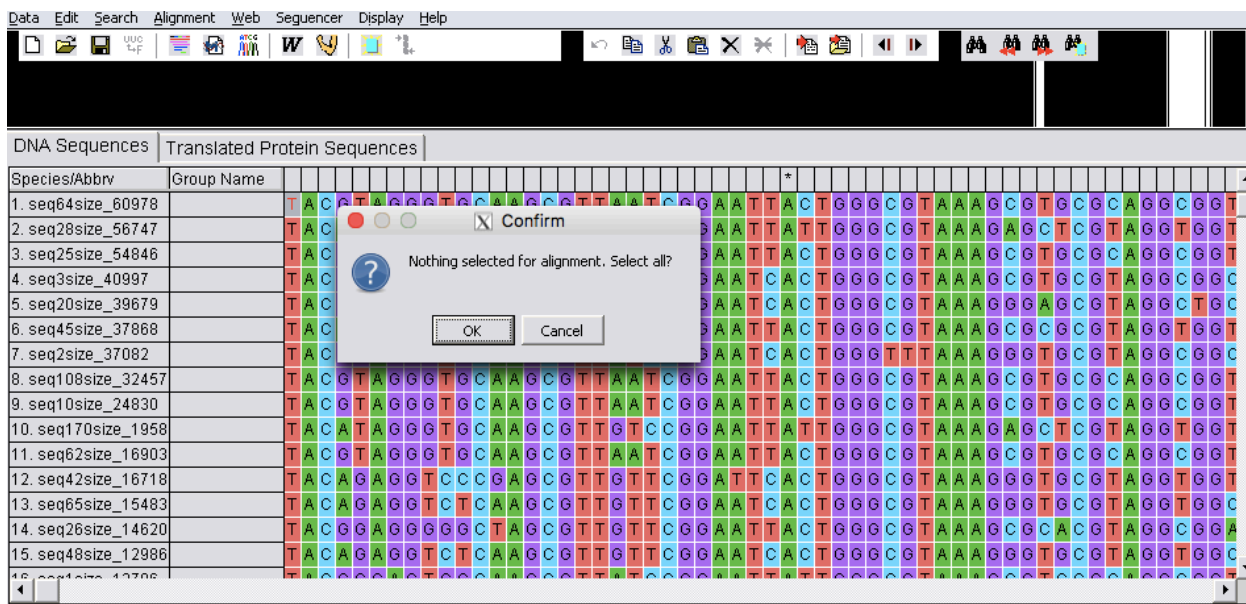 Data Edit Search Alignment Web Sequencer Display Help
UUC
F
ATCG
W
DNA Sequences Translated Protein Sequences
Species/Abbrv Group Name *
1. seq64size_60978 T A C G T A G G G T G C A A G C G T T A A T C G G A A T T A C T G G G C G T A A A G C G T G C G C A G G C G G T
2. seq28size_56747 T A C G A A T T A T T G G G C G T A A A G A G C T C G T A G G T G G T
3. seq25size_54846 T A C G A A T T A C T G G G C G T A A A G C G T G C G C A G G C G G T
4. seq3size_40997 T A C G A A T C A C T G G G C G T A A A G C G T G C G T A G G C G G C
5. seq20size_39679 T A C G A A T C A C T G G G C G T A A A G G G A G C G T A G G C T G C
6. seq45size_37868 T A C G A A T T A C T G G G C G T A A A G C G C G C G T A G G T G G T
7. seq2size_37082 T A C G A A T C A C T G G G T T T A A A G G G T G C G T A G G C G G C
Confirm
Nothing selected for alignment. Select all?
OK Cancel
8. seq108size_32457 T A C G T A G G G T G C A A G C G T T A A T C G G A A T T A C T G G G C G T A A A G C G T G C G C A G G C G G T
9. seq10size_24830 T A C G T A G G G T G C A A G C G T T A A T C G G A A T T A C T G G G C G T A A A G C G T G C G C A G G C G G T
10. seq170size_1958 T A C A T A G G G T G C A A G C G T T G T C C G G A A T T A T T G G G C G T A A A G A G C T C G T A G G T G G T
11. seq62size_16903 T A C G T A G G G T G C A A G C G T T A A T C G G A A T T A C T G G G C G T A A A G C G T G C G C A G G C G G T
12. seq42size_16718 T A C A G A G G T C C C G A G C G T T G T T C G G A T T C A C T G G G C G T A A A G G G T G C G T A G G T G G T
13. seq65size_15483 T A C A G A G G T C T C A A G C G T T G T T C G G A A T C A C T G G G C G T A A A G G G T G C G T A G G T G G C
14. seq26size_14620 T A C G G A G G G G G C T A G C G T T G T T C G G A A T T A C T G G G C G T A A A G C G C A C G T A G G C G G A
15. seq48size_12986 T A C A G A G G T C T C A A G C G T T G T T C G G A A T C A C T G G G C G T A A A G G G T G C G T A G G T G G C